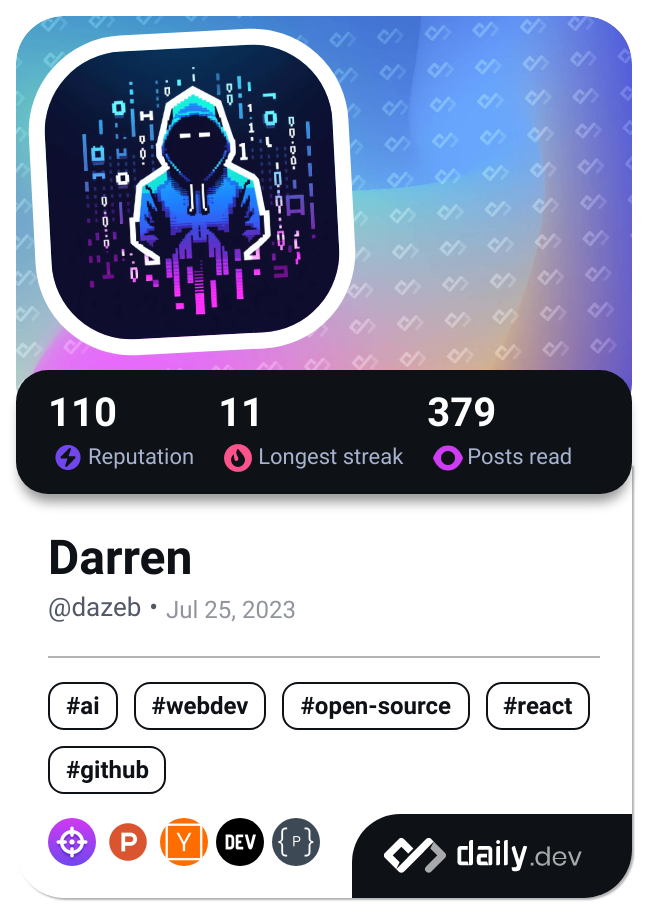 110 11 379
Reputation Longest streak Posts read
Darren
@dazeb • Jul 25, 2023
#ai #webdev #open-source #react
#github
P Y DEV {P} daily.dev